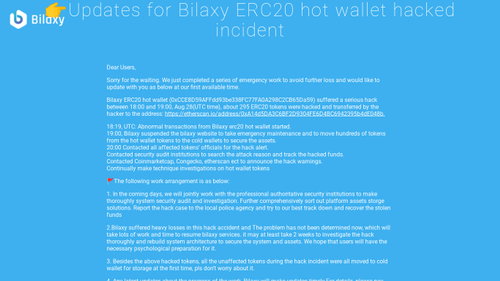 Updates for Bilaxy ERC20 hot wallet hacked
Bilaxy
incident
Dear Users,
Sorry for the waiting. We just completed a series of emergency work to avoid further loss and would like to
update with you as below at our first available time.
Bilaxy ERC20 hot wallet suffered a serious hack
between 18:00 and 19:00, Aug.28(UTC time), about 295 ERC20 tokens were hacked and transferred by the
hacker to the address:
18:19, UTC: Abnormal transactions from Bilaxy erc20 hot wallet started.
19:00, Bilaxy suspended the bilaxy website to take emergency maintenance and to move hundreds of tokens
from the hot wallet tokens to the cold wallets to secure the assets.
20:00 Contacted all affected tokens' officials for the hack alert.
Contacted security audit institutions to search the attack reason and track the hacked funds.
Contacted Coinmarketcap, Coingecko, etherscan ect to announce the hack warnings.
Continually make technique investigations on hot wallet tokens
The following work arrangement is as below:
1. In the coming days, we will jointly work with the professional authoritative security institutions to make
thorough system security audit and investigation. Further comprehensively sort out platform assets storge
solutions. Report the hack case to the local police agency and try to our best track down and recover the stolen
funds
2.Bilaxy suffered heavy losses in this hack accident and The problem has not been determined now, which will
take lots of work and time to resume bilaxy services. it may at least take 2 weeks to investigate the hack
thoroughly and rebuild system architecture to secure the system and assets. We hope that users will have the
necessary psychological preparation for it.
3. Besides the above hacked tokens, all the unaffected tokens during the hack incident were all moved to cold
wallet for storage at the first time, pls don't worry about it.